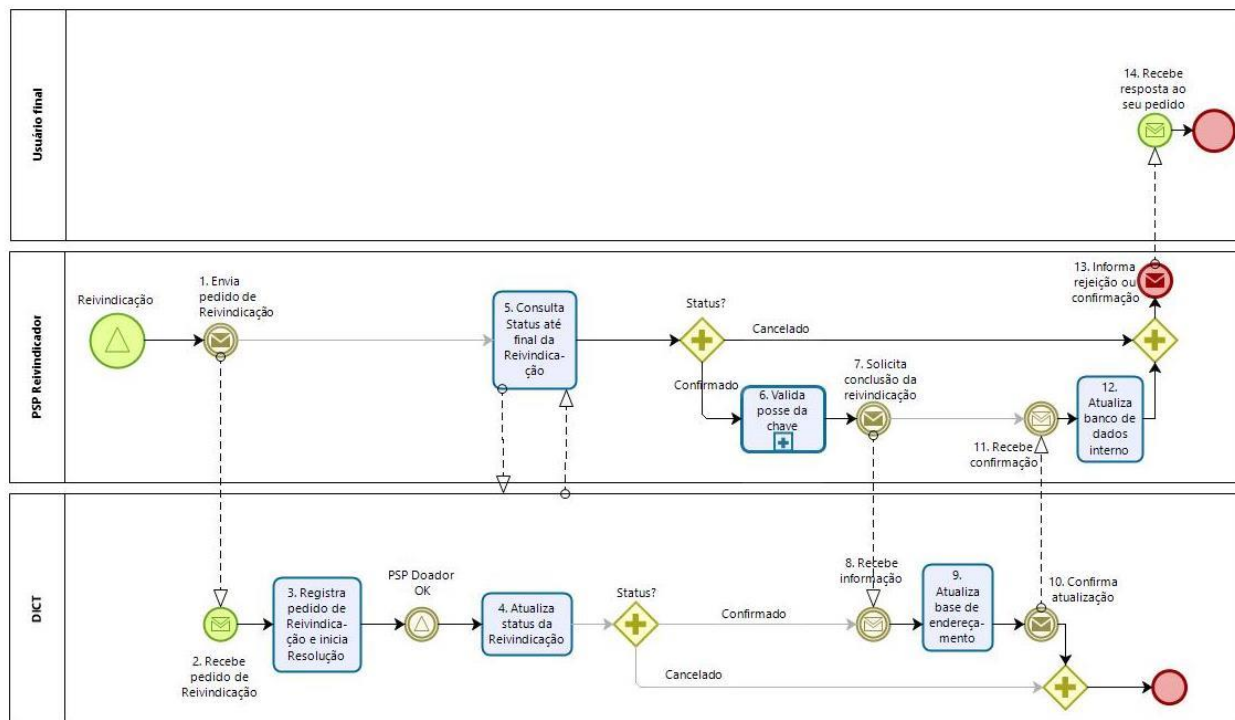 Usuário final
14. Recebe
resposta ao
seu pedido
PSP Reivindikador
Reivindicação
1. Envia
pedido de
Reivindicação
5. Consulta
Status até
final da
Reivindica-
ção
Status?
Cancelado
Confirmado
6. Valida
posse da
chave
7. Solicita
conclusão da
reivindicação
11. Recebe
confirmação
12.
Atualiza
banco de
dados
interno
13. Informa
rejeição ou
confirmação
DICT
2. Recebe
pedido de
Reivindicação
3. Registra
pedido de
Reivindica-
ção e inicia
Resolução
PSP Doador
OK
4. Atualiza
status da
Reivindicação
Status?
Confirmado
Cancelado
8. Recebe
informação
9.
Atualiza
base de
endereça-
mento
10. Confirma
atualização